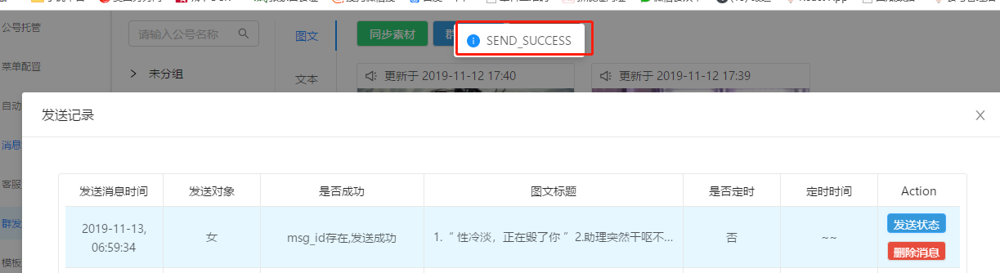 公号托管
请输入公号名称
图文
同步素材
SEND_SUCCESS
菜单配置
未分组
文本
更新于 2019-11-12 17:40
更新于 2019-11-12 17:39
自动
发送记录
消息
客服
群发
模板
发送消息时间
发送对象
是否成功
图文标题
是否定时
定时时间
Action
2019-11-13,
06:59:34
女
msg_id存在,发送成功
1.“ 性冷淡，正在毁了你 ”2.助理突然干呕不...
否
~~
发送状态
删除消息